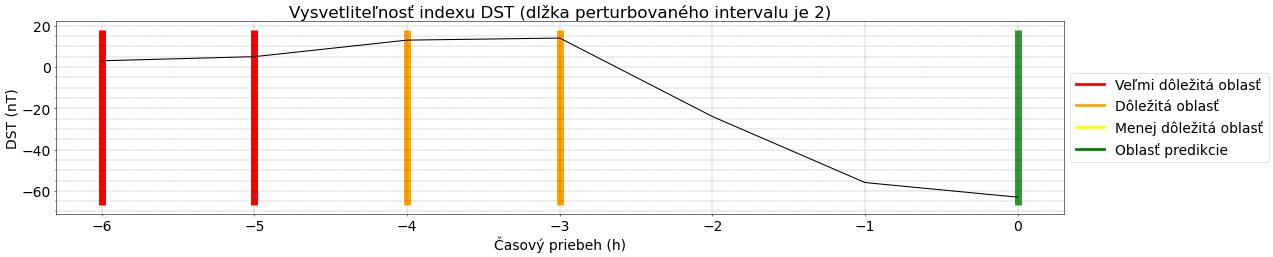 Vysvetliteľnosť indexu DST (dlžka perturbovaného intervalu je 2)
20
0
−20
−40
−60
DST (nT)
−6 −5 −4 −3 −2 −1 0
Časový priebeh (h)
Veľmi dôležitá oblasť
Dôležitá oblasť
Menej dôležitá oblasť
Oblasť predikcie